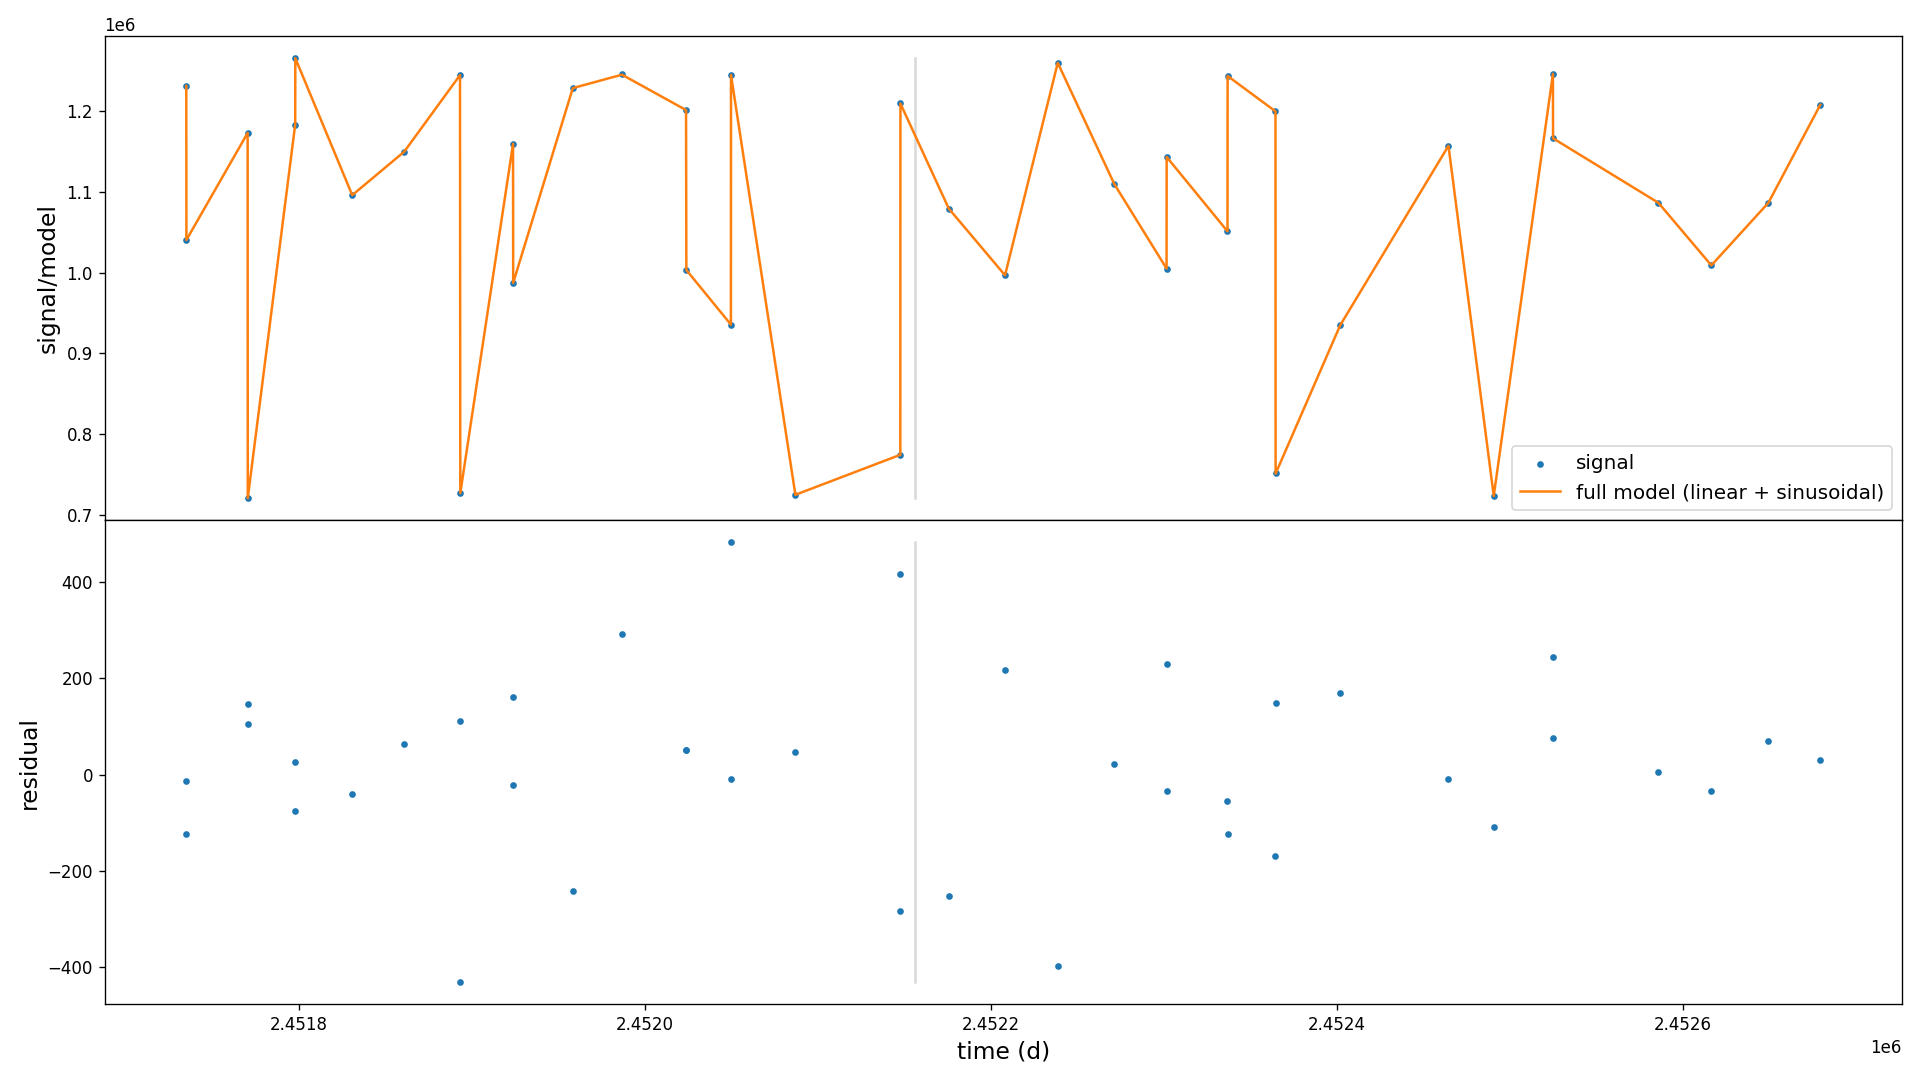 1e6
1.2
1.1
1.0
0.9
0.8
0.7
signal/model
signal
full model (linear + sinusoidal)
400
200
0
−200
−400
residual
2.4518
2.4520
2.4522
2.4524
2.4526
time (d)
1e6